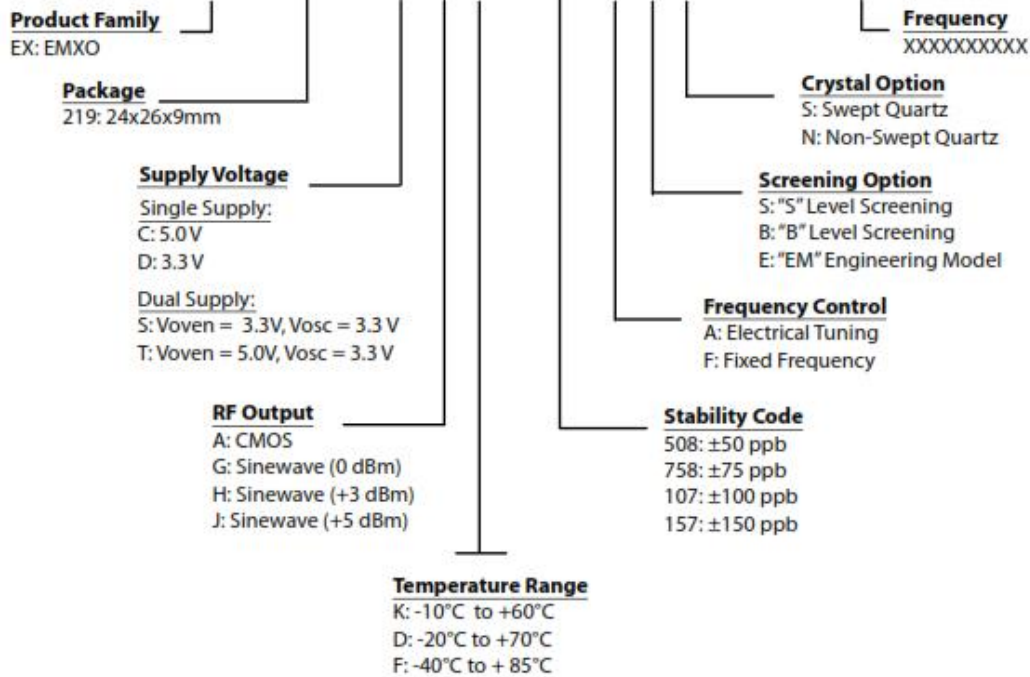 Product Family
EX: EMXO
Package
219: 24x26x9mm
Supply Voltage
Single Supply:
C: 5.0 V
D: 3.3 V
Dual Supply:
S: Voven = 3.3V, Vosc = 3.3 V
T: Voven = 5.0V, Vosc = 3.3 V
RF Output
A: CMOS
G: Sinewave (0 dBm)
H: Sinewave (+3 dBm)
J: Sinewave (+5 dBm)
Temperature Range
K: -10°C to +60°C
D: -20°C to +70°C
F: -40°C to + 85°C
Frequency
XXXXXXXXXX
Crystal Option
S: Swept Quartz
N: Non-Swept Quartz
Screening Option
S: "S" Level Screening
B: "B" Level Screening
E: "EM" Engineering Model
Frequency Control
A: Electrical Tuning
F: Fixed Frequency
Stability Code
508: ±50 ppb
758: ±75 ppb
107: ±100 ppb
157: ±150 ppb